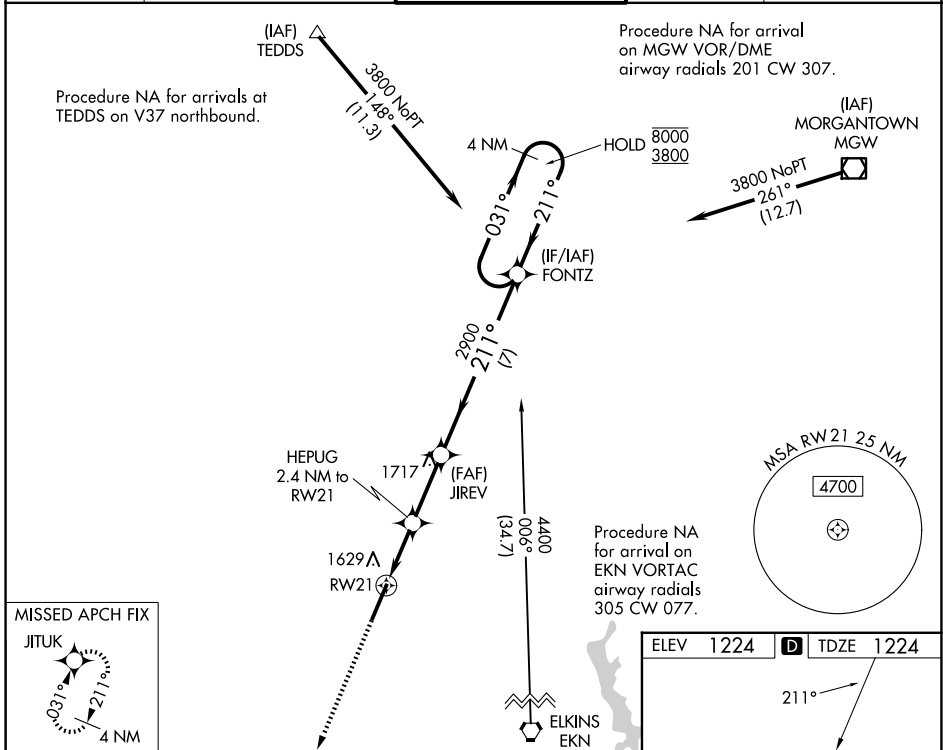 (IAF)
TEDDS
Procedure NA for arrival
on MGW VOR/DME
airway radials 201 CW 307.
Procedure NA for arrivals at
TEDDS on V37 northbound.
3800 NoPT
148°
(11.3)
4 NM
HOLD
8000
3800
(IAF)
MORGANTOWN
MGW
3800 NoPT
261°
(12.7)
031°
211°
(IF/IAF)
FONTZ
2900
211°
(7)
HEPUG
2.4 NM to
RW21
1717
(FAF)
JIREV
MSA RW21 25 NM
4700
4400
006°
(34.7)
Procedure NA
for arrival on
EKN VORTAC
airway radials
305 CW 077.
1629
RW21
MISSED APCH FIX
JITUK
031°
211°
4 NM
ELKINS
EKN
ELEV 1224 D TDZE 1224
211°